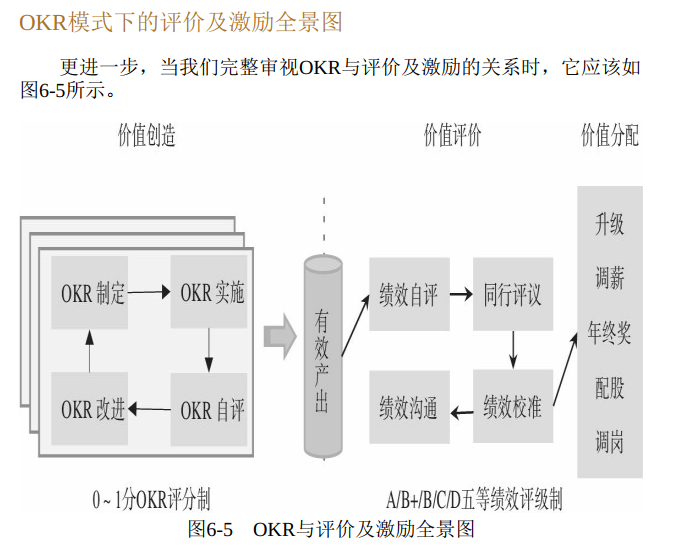 OKR模式下的评价及激励全景图
更进一步，当我们完整审视OKR与评价及激励的关系时，它应该如
图6-5所示。
价值创造
价值评价
价值分配
OKR 制定
OKR 实施
OKR 改进
OKR 自评
有效产出
绩效自评
同行评议
绩效沟通
绩效校准
升级
调薪
年终奖
配股
调岗
0～1分OKR评分制
A/B+/B/C/D五等绩效评级制
图6-5 OKR与评价及激励全景图